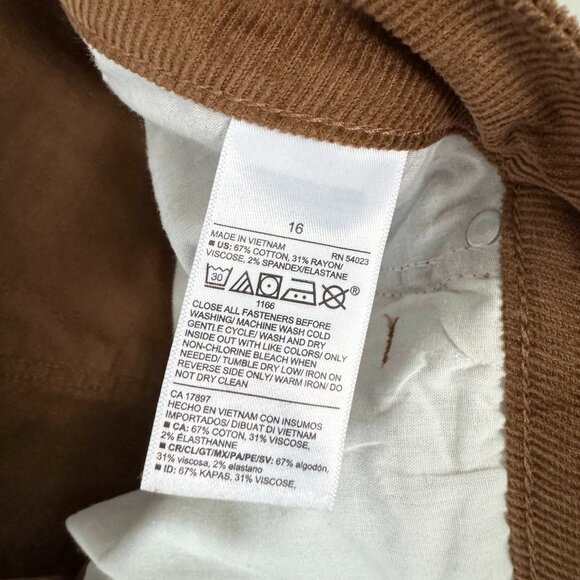 16
MADE IN VIETNAM RN 54023
■ US: 67% COTTON, 31% RAYON/
VISCOSE, 2% SPANDEX/ELASTANE
30 ®
1166
CLOSE ALL FASTENERS BEFORE
WASHING/ MACHINE WASH COLD
GENTLE CYCLE/ WASH AND DRY
INSIDE OUT WITH LIKE COLORS/ ONLY
NON-CHLORINE BLEACH WHEN
NEEDED/ TUMBLE DRY LOW/ IRON ON
REVERSE SIDE ONLY/ WARM IRON/ DO
NOT DRY CLEAN
CA 17897
HECHO EN VIETNAM CON INSUMOS
IMPORTADOS/ DIBUAT DI VIETNAM
■ CA: 67% COTTON, 31% VISCOSE,
2% ÉLASTHANNE
■ CR/CL/GT/MX/PA/PE/SV: 67% algodón,
31% viscosa, 2% elastano
■ ID: 67% KAPAS, 31% VISCOSE,